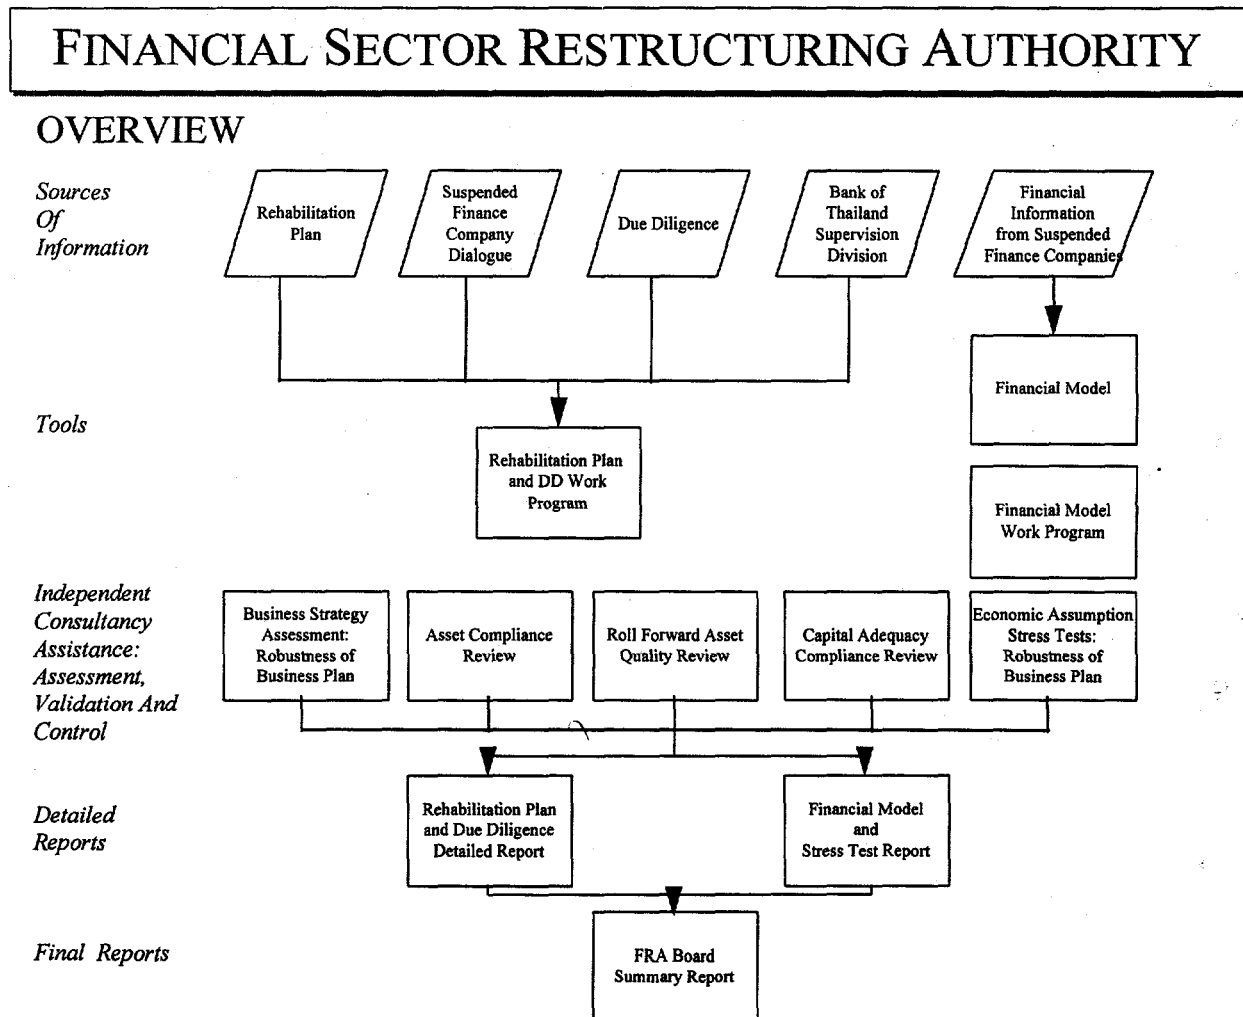 FINANCIAL SECTOR RESTRUCTURING AUTHORITY
OVERVIEW
Sources
Of
Information
Rehabilitation
Plan
Suspended
Finance
Company
Dialogue
Due Diligence
Bank of
Thailand
Supervision
Division
Financial
Information
from Suspended
Finance Companies
Tools
Rehabilitation Plan
and DD Work
Program
Financial Model
Financial Model
Work Program
Independent
Consultancy
Assistance:
Assessment,
Validation And
Control
Business Strategy
Assessment:
Robustness of
Business Plan
Asset Compliance
Review
Roll Forward Asset
Quality Review
Capital Adequacy
Compliance Review
Economic Assumption
Stress Tests:
Robustness of
Business Plan
Detailed
Reports
Rehabilitation Plan
and Due Diligence
Detailed Report
Financial Model
and
Stress Test Report
Final Reports
FRA Board
Summary Report